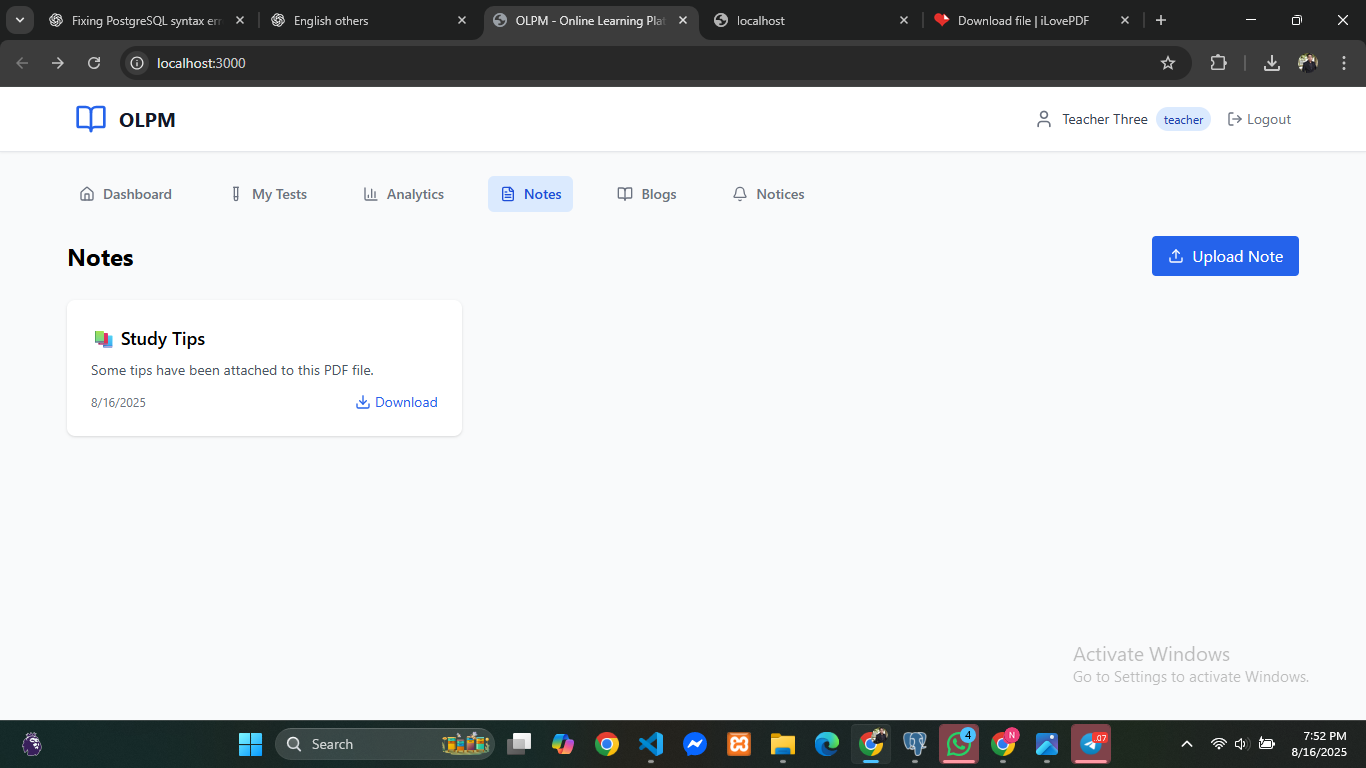 Fixing PostgreSQL syntax err
English others
OLPM - Online Learning Plat
localhost
Download file | iLovePDF
localhost:3000
OLPM
Teacher Three
teacher
Logout
Dashboard
My Tests
Analytics
Notes
Blogs
Notices
Notes
Upload Note
Study Tips
Some tips have been attached to this PDF file.
8/16/2025
Download
Activate Windows
Go to Settings to activate Windows.
Search
4
N
.07
7:52 PM
8/16/2025